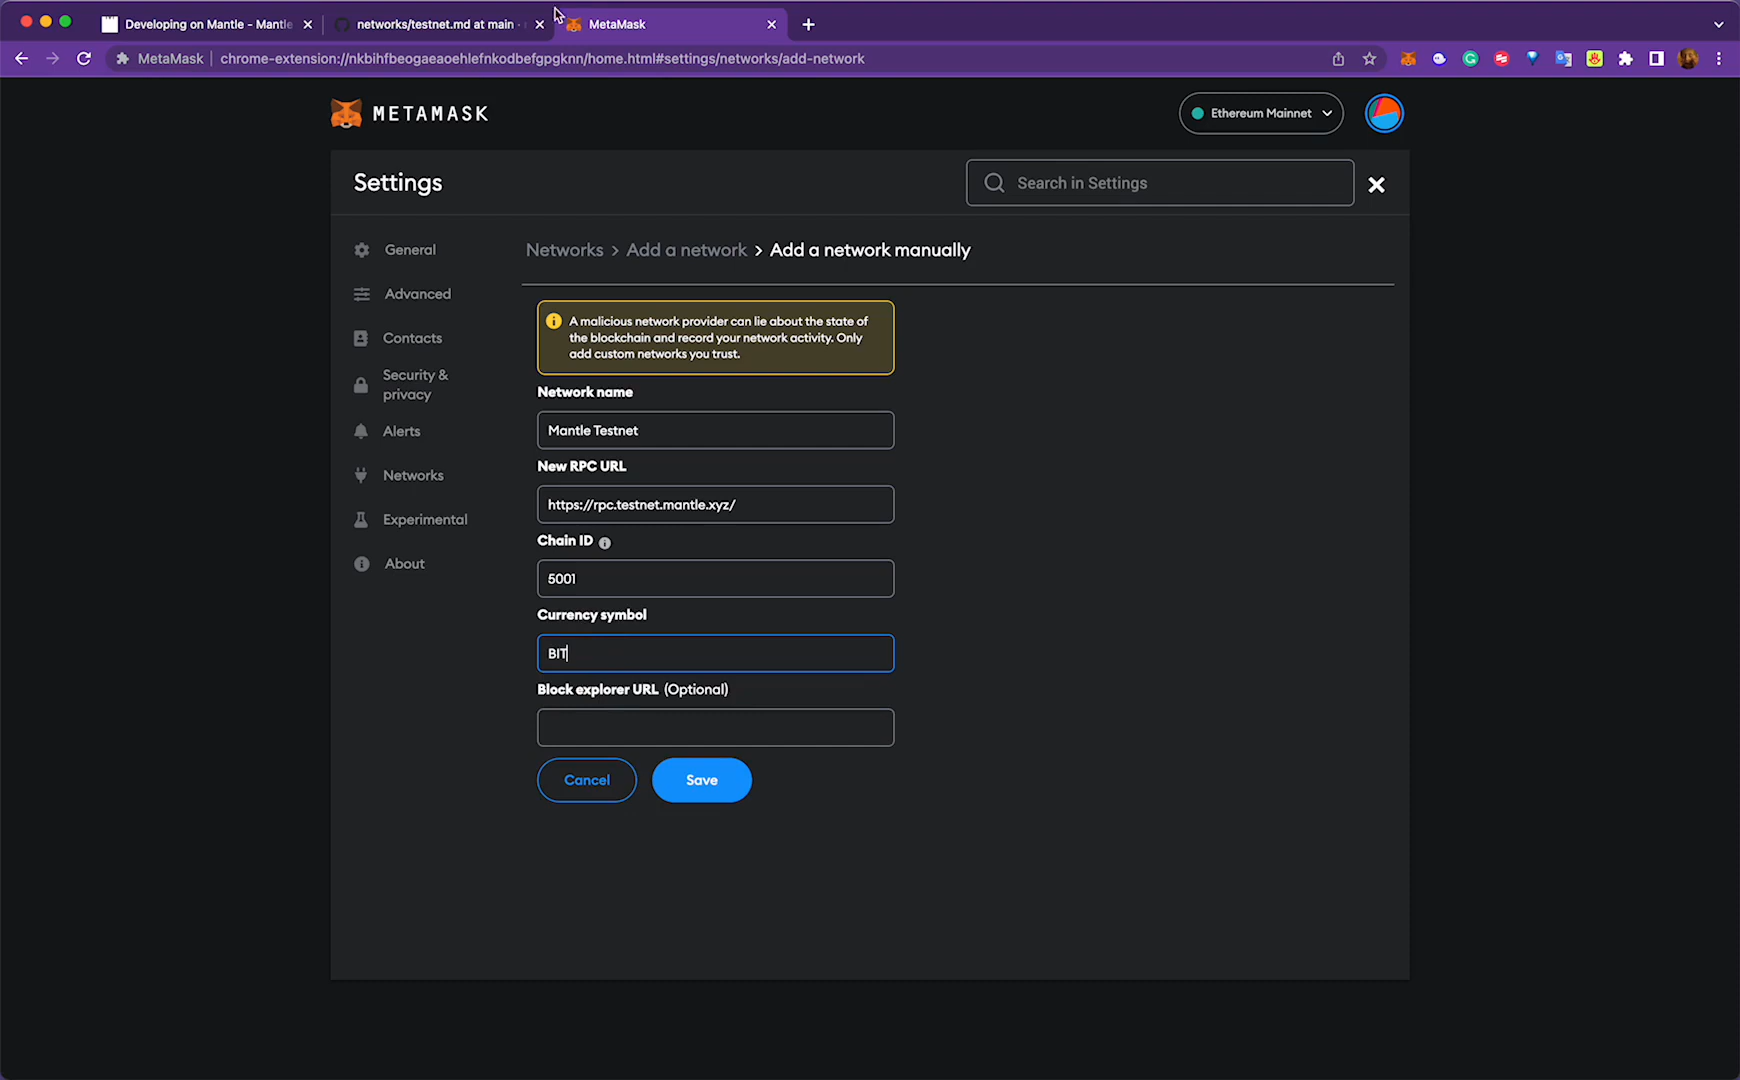 Developing on Mantle - Mantle
networks/testnet.md at main ·
MetaMask
MetaMask
chrome-extension://nkbihfbeogaeaoehlefnkodbefgpgknn/home.html#settings/networks/add-network
METAMASK
Ethereum Mainnet
Settings
Search in Settings
General
Advanced
Contacts
Security &
privacy
Alerts
Networks
Experimental
About
Networks > Add a network > Add a network manually
A malicious network provider can lie about the state of
the blockchain and record your network activity. Only
add custom networks you trust.
Network name
Mantle Testnet
New RPC URL
https://rpc.testnet.mantle.xyz/
Chain ID
5001
Currency symbol
BIT
Block explorer URL (Optional)
Cancel
Save